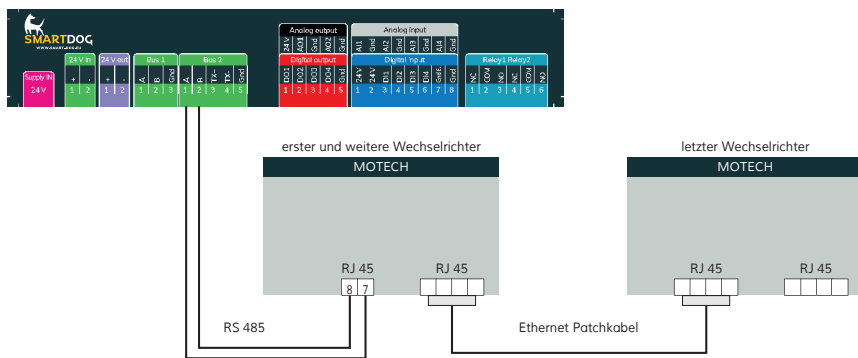 SMARTDOG
WWW.SMART-DOG.EU
Supply IN
24 V
24 V in
+ -
1 2
24 V out
+ -
1 2
Bus 1
A B Gnd
1 2 3
Bus 2
A B TX+ TX- Gnd
1 2 3 4 5
Analog output
24 V AO1 Gnd AO2 Gnd
Digital output
DO1 DO2 DO3 DO4 Gnd
1 2 3 4 5
Analog input
AI1 Gnd AI2 Gnd AI3 Gnd AI4 Gnd
Digital input
24 V 24 V DI1 DI2 DI3 DI4 Gnd
1 2 3 4 5 6 7 8
Relay1 Relay2
NC COM NO NC COM NO
1 2 3 4 5 6
erster und weitere Wechselrichter
MOTECH
RJ 45 RJ 45
8 7
letzter Wechselrichter
MOTECH
RJ 45 RJ 45
RS 485
Ethernet Patchkabel